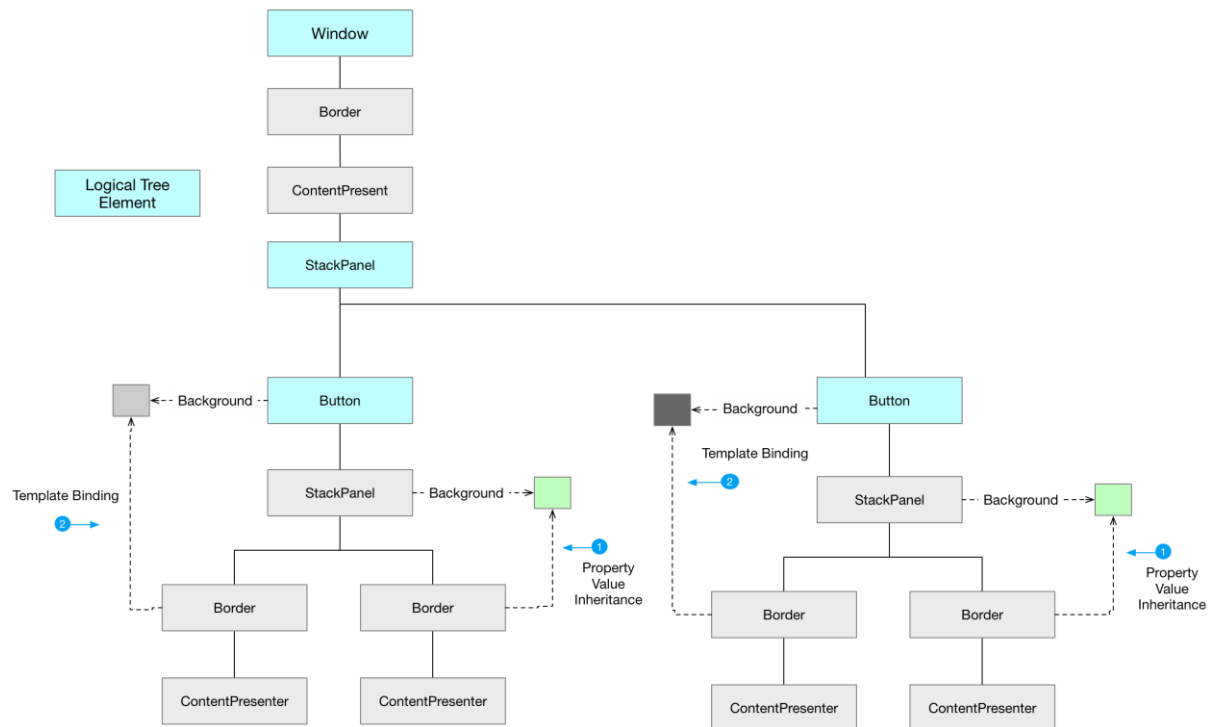 Window
Border
ContentPresent
Logical Tree
Element
StackPanel
Background
Button
Background
Button
Template Binding
2
StackPanel
Background
Template Binding
2
StackPanel
Background
1
Property
Value
Inheritance
1
Property
Value
Inheritance
Border
Border
Border
Border
ContentPresenter
ContentPresenter
ContentPresenter
ContentPresenter